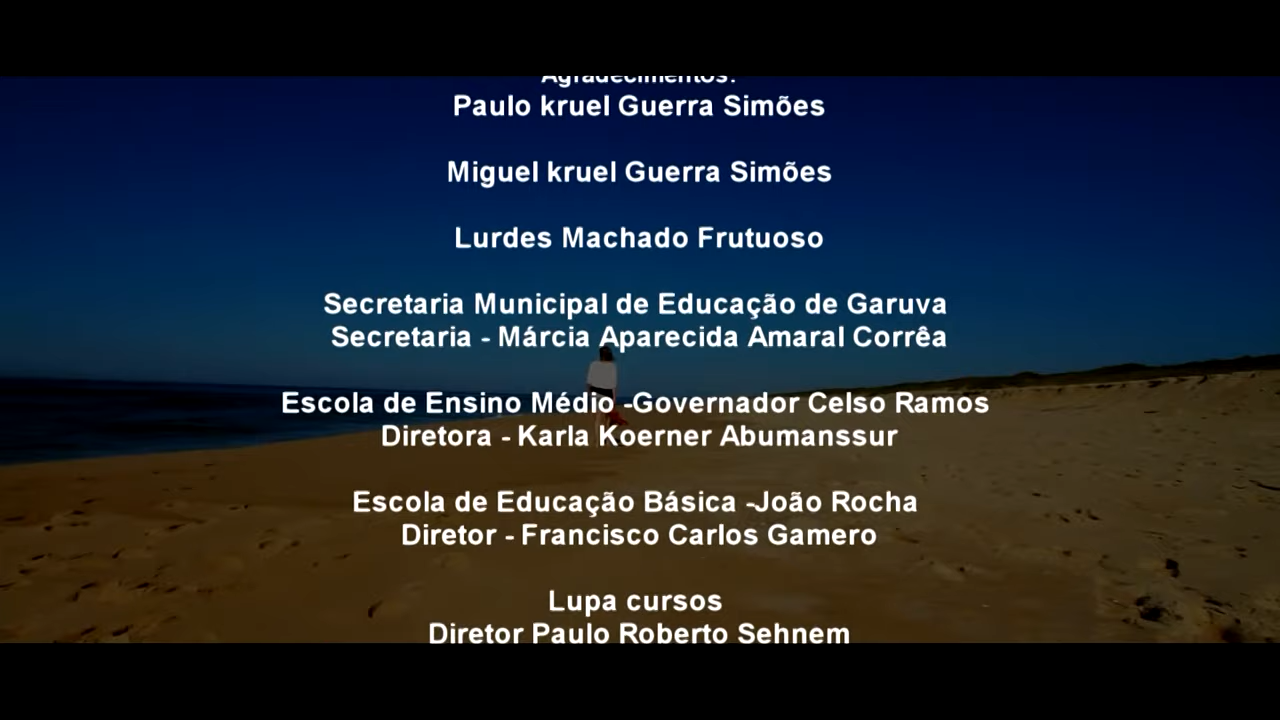 Agradecimentos:
Paulo kruel Guerra Simões
Miguel kruel Guerra Simões
Lurdes Machado Frutuoso
Secretaria Municipal de Educação de Garuva
Secretaria - Márcia Aparecida Amaral Corrêa
Escola de Ensino Médio -Governador Celso Ramos
Diretora - Karla Koerner Abumanssur
Escola de Educação Básica -João Rocha
Diretor - Francisco Carlos Gamero
Lupa cursos
Diretor Paulo Roberto Sehnem